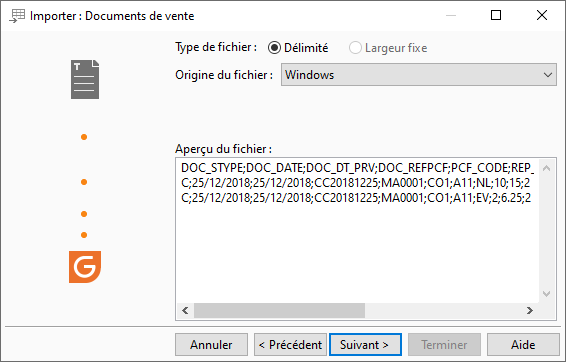 Importer : Documents de vente
Type de fichier : Délimité Largeur fixe
Origine du fichier : Windows
Aperçu du fichier :
DOC_STYPE;DOC_DATE;DOC_DT_PRV;DOC_REFPCF;PCF_CODE;REP_
C;25/12/2018;25/12/2018;CC20181225;MA0001;CO1;A11;NL;10;15;2
C;25/12/2018;25/12/2018;CC20181225;MA0001;CO1;A11;EV;2;6.25;2
Annuler < Précédent Suivant > Terminer Aide